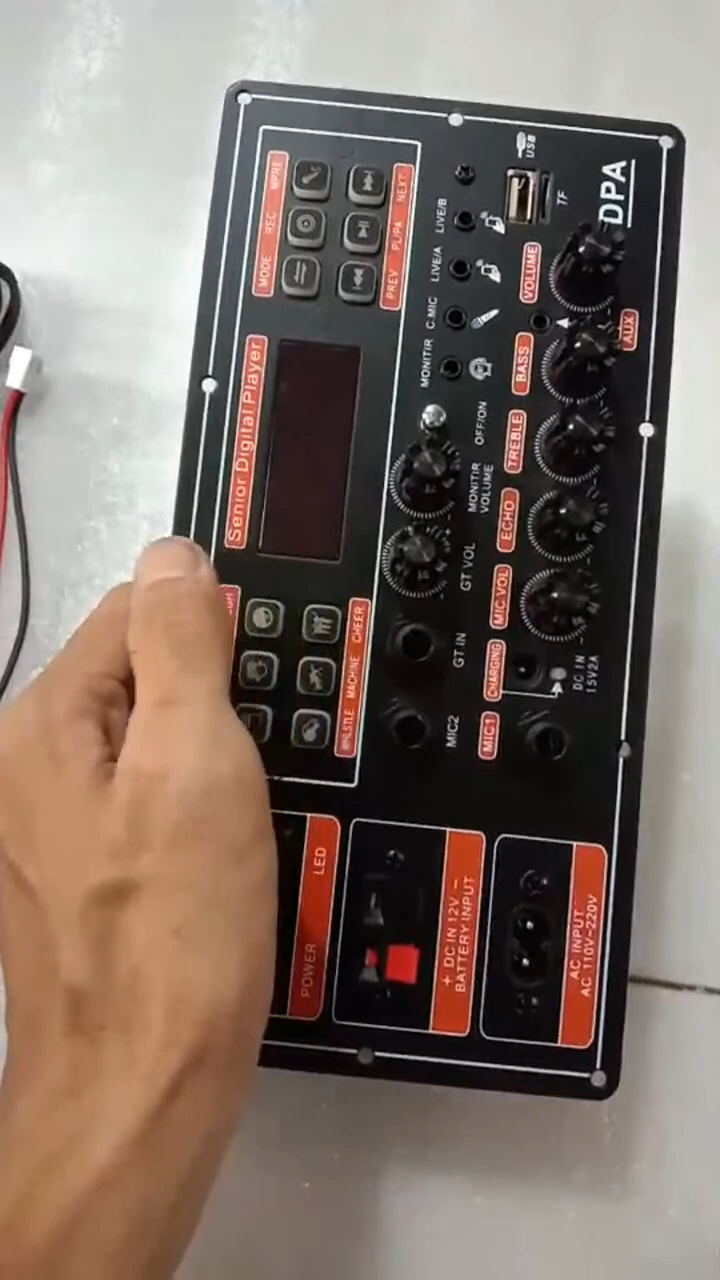 MODE REC M/PRE
PREV PL/PA NEXT
Senior Digital Player
WHLSTLE MACHINE CHEER
MONITIR C.MIC LIVE/A LIVE/B
USB
TF
DPA
OFF/ON
MONITIR
VOLUME
GT VOL
GT IN
MIC2
VOLUME
AUX
BASS
TREBLE
ECHO
MIC VOL
CHARGING
DC IN
15V2A
MIC1
POWER LED
+ DC IN 12V −
BATTERY INPUT
AC INPUT
AC 110V~220V